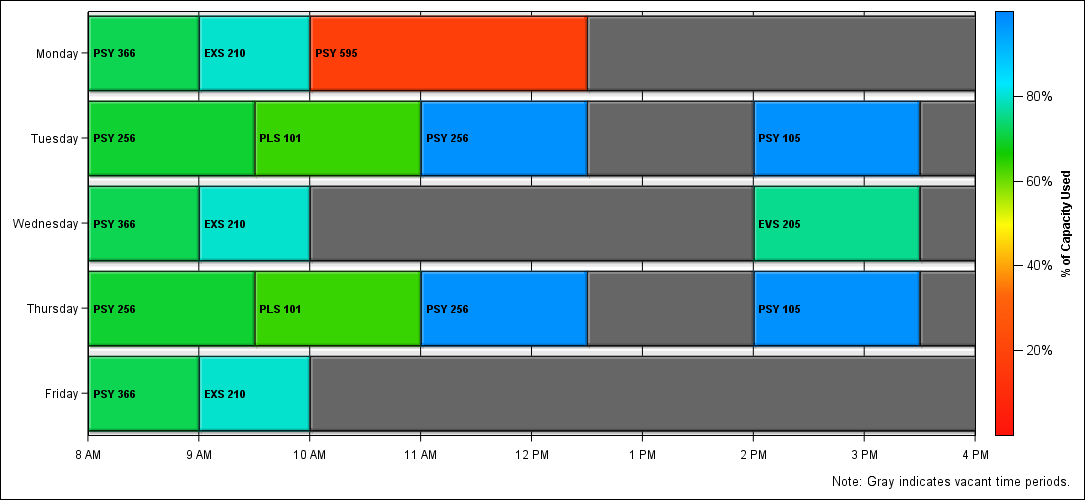 Monday PSY 366 EXS 210 PSY 595
Tuesday PSY 256 PLS 101 PSY 256 PSY 105
Wednesday PSY 366 EXS 210 EVS 205
Thursday PSY 256 PLS 101 PSY 256 PSY 105
Friday PSY 366 EXS 210
8 AM 9 AM 10 AM 11 AM 12 PM 1 PM 2 PM 3 PM 4 PM
80%
60%
40%
20%
% of Capacity Used
Note: Gray indicates vacant time periods.